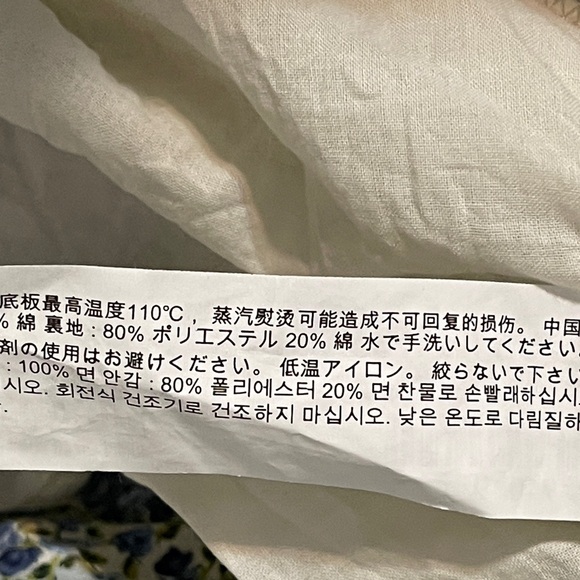 底板最高温度110℃，蒸汽熨烫可能造成不可回复的损伤。 中国
% 綿 裏地 : 80% ポリエステル 20% 綿 水で手洗いしてください。
剤の使用はお避けください。 低温アイロン。 絞らないで下さい
: 100% 면 안감 : 80% 폴리에스터 20% 면 찬물로 손빨래하십시
시오. 회전식 건조기로 건조하지 마십시오. 낮은 온도로 다림질하